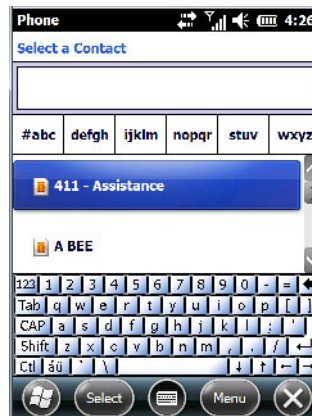 Phone 4:26
Select a Contact
#abc defgh ijklm nopqr stuv wxyz
411 - Assistance
A BEE
123 1 2 3 4 5 6 7 8 9 0 - =
Tab q w e r t y u i o p [ ]
CAP a s d f g h j k l ; '
Shift z x c v b n m , . /
Ctl áü ` \
Select Menu